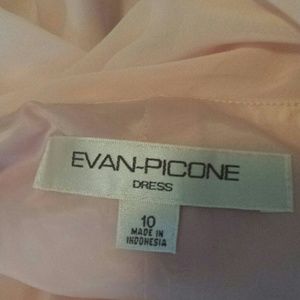 EVAN-PICONE
DRESS
10
MADE IN
INDONESIA